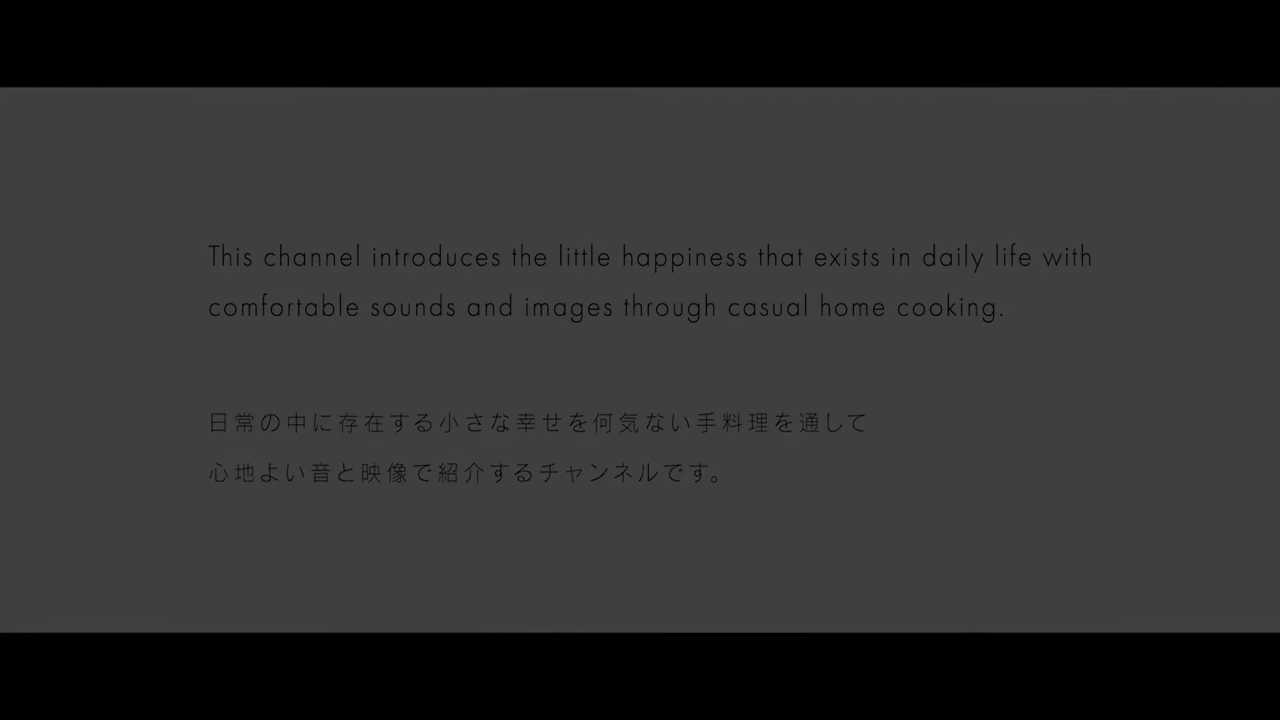 This channel introduces the little happiness that exists in daily life with
comfortable sounds and images through casual home cooking.
日常の中に存在する小さな幸せを何気ない手料理を通して
心地よい音と映像で紹介するチャンネルです。